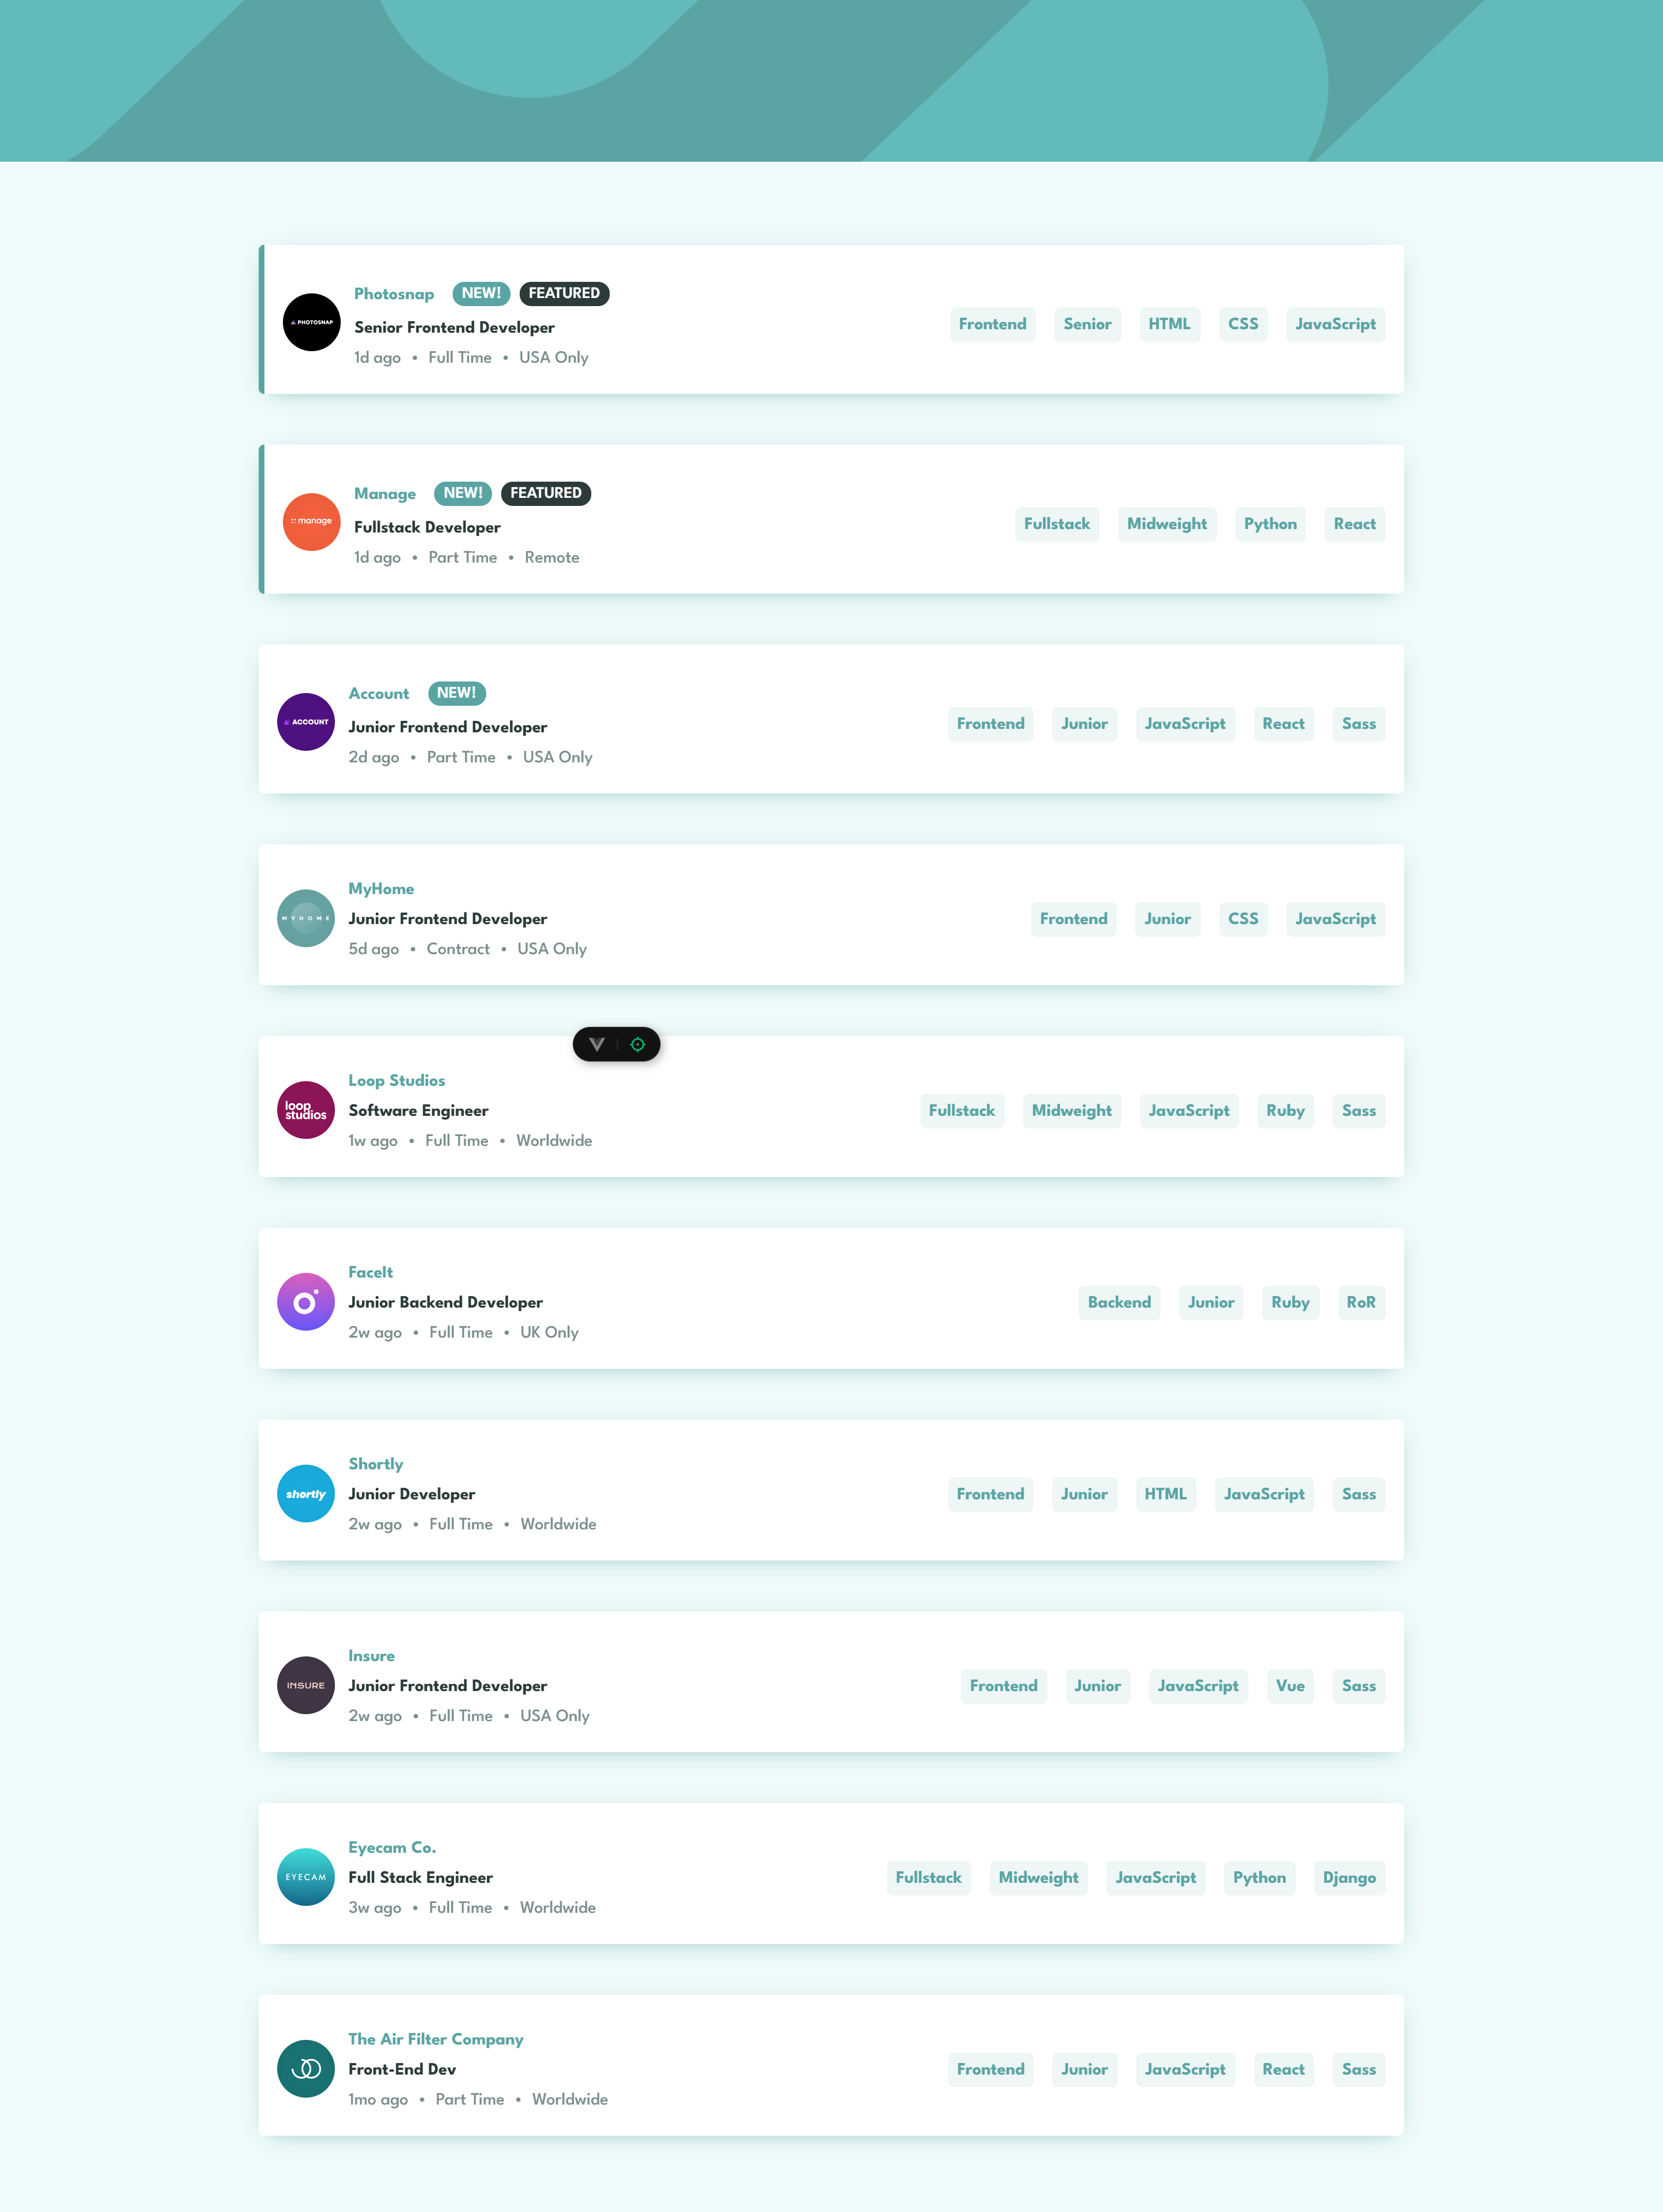 PHOTOSNAP
Photosnap NEW! FEATURED
Senior Frontend Developer
1d ago • Full Time • USA Only
Frontend Senior HTML CSS JavaScript
manage
Manage NEW! FEATURED
Fullstack Developer
1d ago • Part Time • Remote
Fullstack Midweight Python React
ACCOUNT
Account NEW!
Junior Frontend Developer
2d ago • Part Time • USA Only
Frontend Junior JavaScript React Sass
MYHOME
MyHome
Junior Frontend Developer
5d ago • Contract • USA Only
Frontend Junior CSS JavaScript
loop
studios
Loop Studios
Software Engineer
1w ago • Full Time • Worldwide
Fullstack Midweight JavaScript Ruby Sass
FaceIt
Junior Backend Developer
2w ago • Full Time • UK Only
Backend Junior Ruby RoR
shortly
Shortly
Junior Developer
2w ago • Full Time • Worldwide
Frontend Junior HTML JavaScript Sass
INSURE
Insure
Junior Frontend Developer
2w ago • Full Time • USA Only
Frontend Junior JavaScript Vue Sass
EYECAM
Eyecam Co.
Full Stack Engineer
3w ago • Full Time • Worldwide
Fullstack Midweight JavaScript Python Django
The Air Filter Company
Front-End Dev
1mo ago • Part Time • Worldwide
Frontend Junior JavaScript React Sass